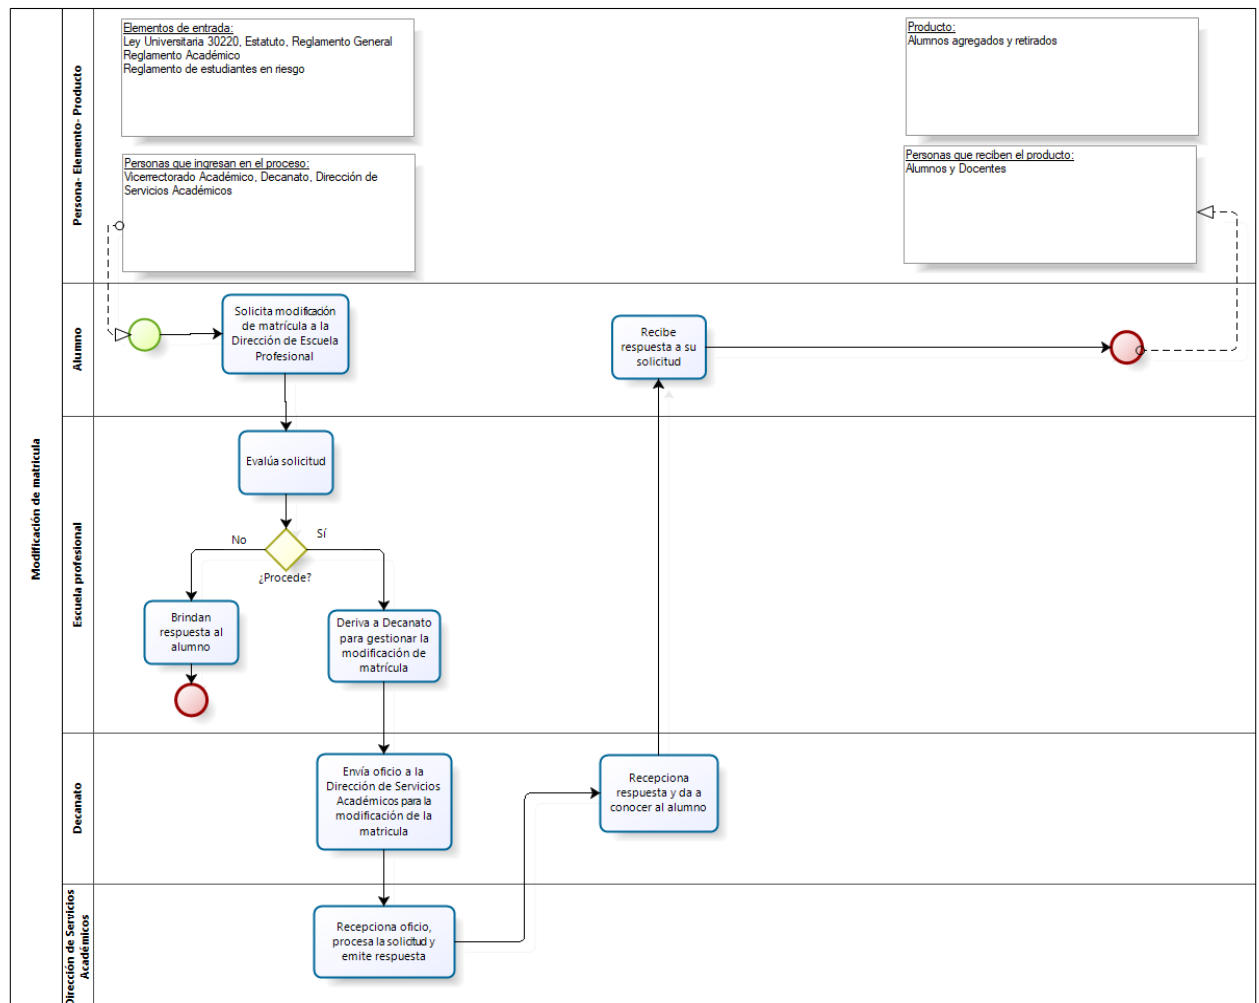 Modificación de matricula
Persona- Elemento- Producto
Elementos de entrada:
Ley Universitaria 30220, Estatuto, Reglamento General
Reglamento Académico
Reglamento de estudiantes en riesgo
Producto:
Alumnos agregados y retirados
Personas que ingresan en el proceso:
Vicerrectorado Académico, Decanato, Dirección de
Servicios Académicos
Personas que reciben el producto:
Alumnos y Docentes
Alumno
Solicita modificación
de matrícula a la
Dirección de Escuela
Profesional
Recibe
respuesta a su
solicitud
Escuela profesional
Evalúa solicitud
No
Sí
¿Procede?
Brindan
respuesta al
alumno
Deriva a Decanato
para gestionar la
modificación de
matrícula
Decanato
Envía oficio a la
Dirección de Servicios
Académicos para la
modificación de la
matricula
Recepciona
respuesta y da a
conocer al alumno
Dirección de Servicios
Académicos
Recepciona oficio,
procesa la solicitud y
emite respuesta